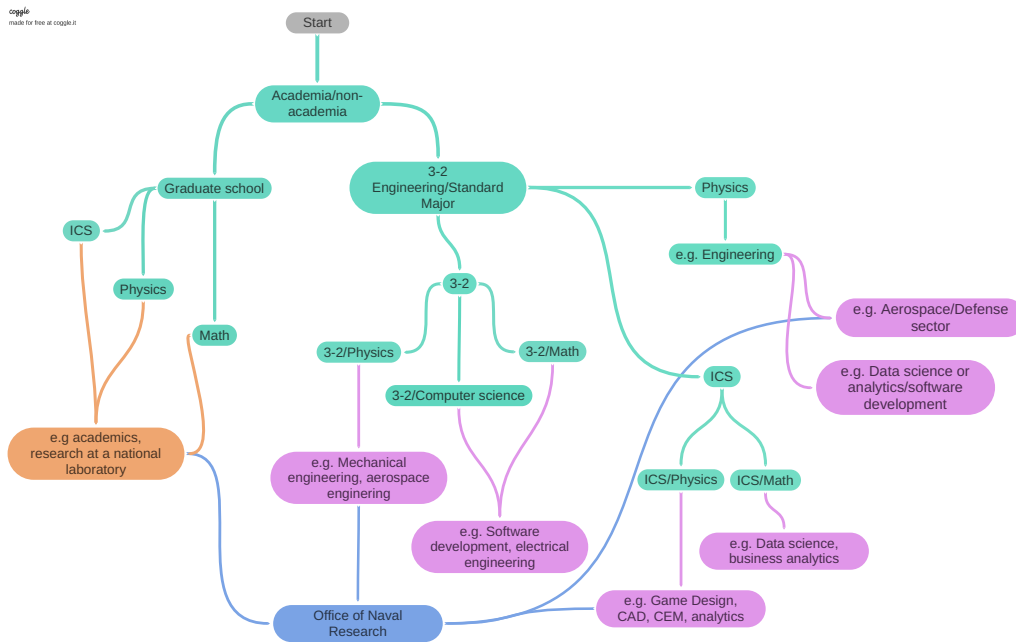 coggle
made for free at coggle.it
Start
Academia/non-
academia
3-2
Engineering/Standard
Major
Graduate school
Physics
ICS
e.g. Engineering
3-2
Physics
e.g. Aerospace/Defense
sector
Math
3-2/Physics
3-2/Math
ICS
e.g. Data science or
analytics/software
development
3-2/Computer science
e.g academics,
research at a national
laboratory
e.g. Mechanical
engineering, aerospace
enginering
ICS/Physics
ICS/Math
e.g. Software
development, electrical
engineering
e.g. Data science,
business analytics
e.g. Game Design,
CAD, CEM, analytics
Office of Naval
Research